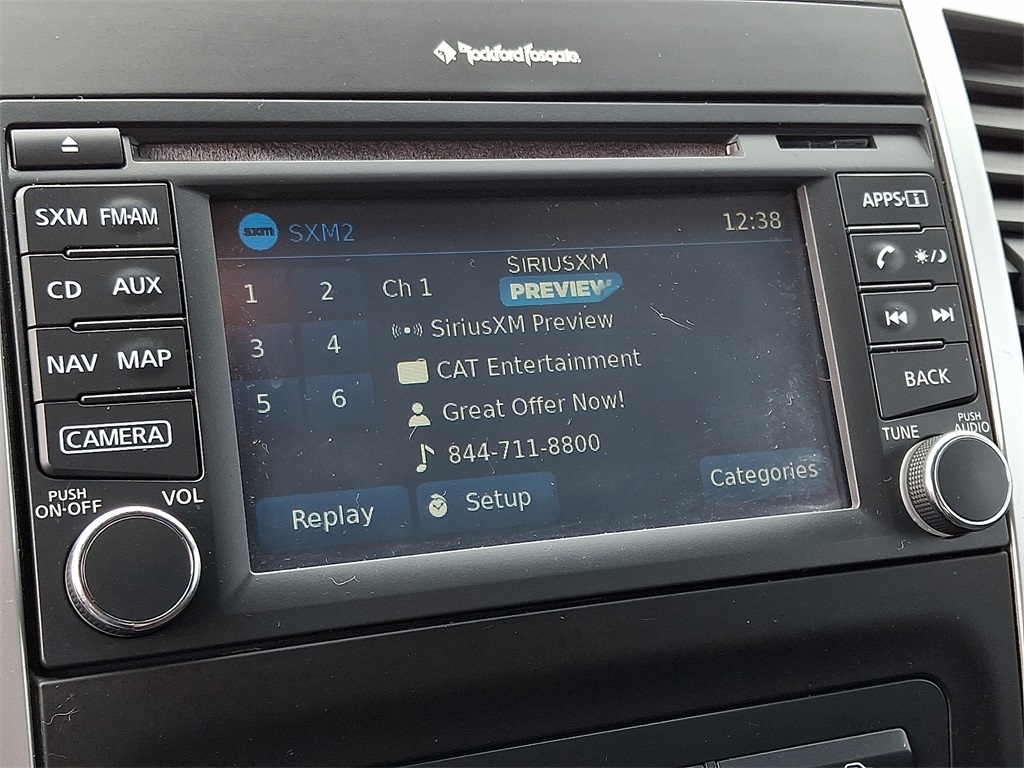 Rockford Fosgate
SXM FM·AM
CD AUX
NAV MAP
CAMERA
PUSH
ON-OFF
VOL
sxm SXM2 12:38
1 2
3 4
5 6
Ch 1
SIRIUSXM
PREVIEW
SiriusXM Preview
CAT Entertainment
Great Offer Now!
844-711-8800
Replay Setup Categories
APPS·i
BACK
TUNE
PUSH
AUDIO